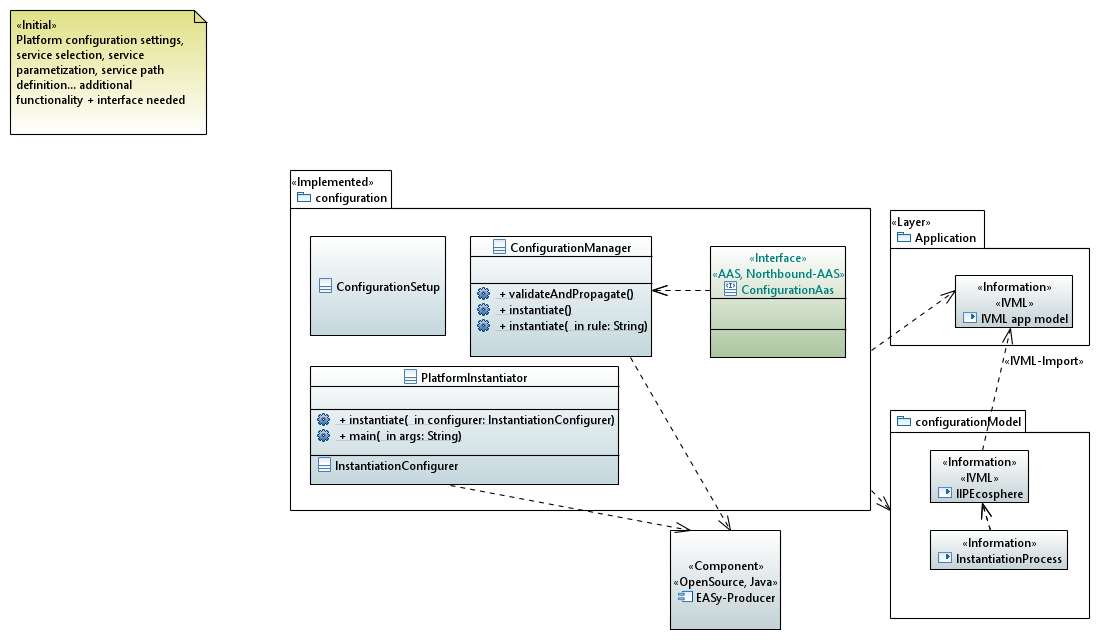 «Initial»
Platform configuration settings,
service selection, service
parametization, service path
definition... additional
functionality + interface needed
«Implemented»
configuration
ConfigurationSetup
ConfigurationManager
+ validateAndPropagate()
+ instantiate()
+ instantiate( in rule: String)
«Interface»
«AAS, Northbound-AAS»
ConfigurationAas
PlatformInstantiator
+ instantiate( in configurer: InstantiationConfigurer)
+ main( in args: String)
InstantiationConfigurer
«Component»
«OpenSource, Java»
EASy-Producer
«Layer»
Application
«Information»
«IVML»
IVML app model
«IVML-Import»
configurationModel
«Information»
«IVML»
IIPEcosphere
«Information»
InstantiationProcess